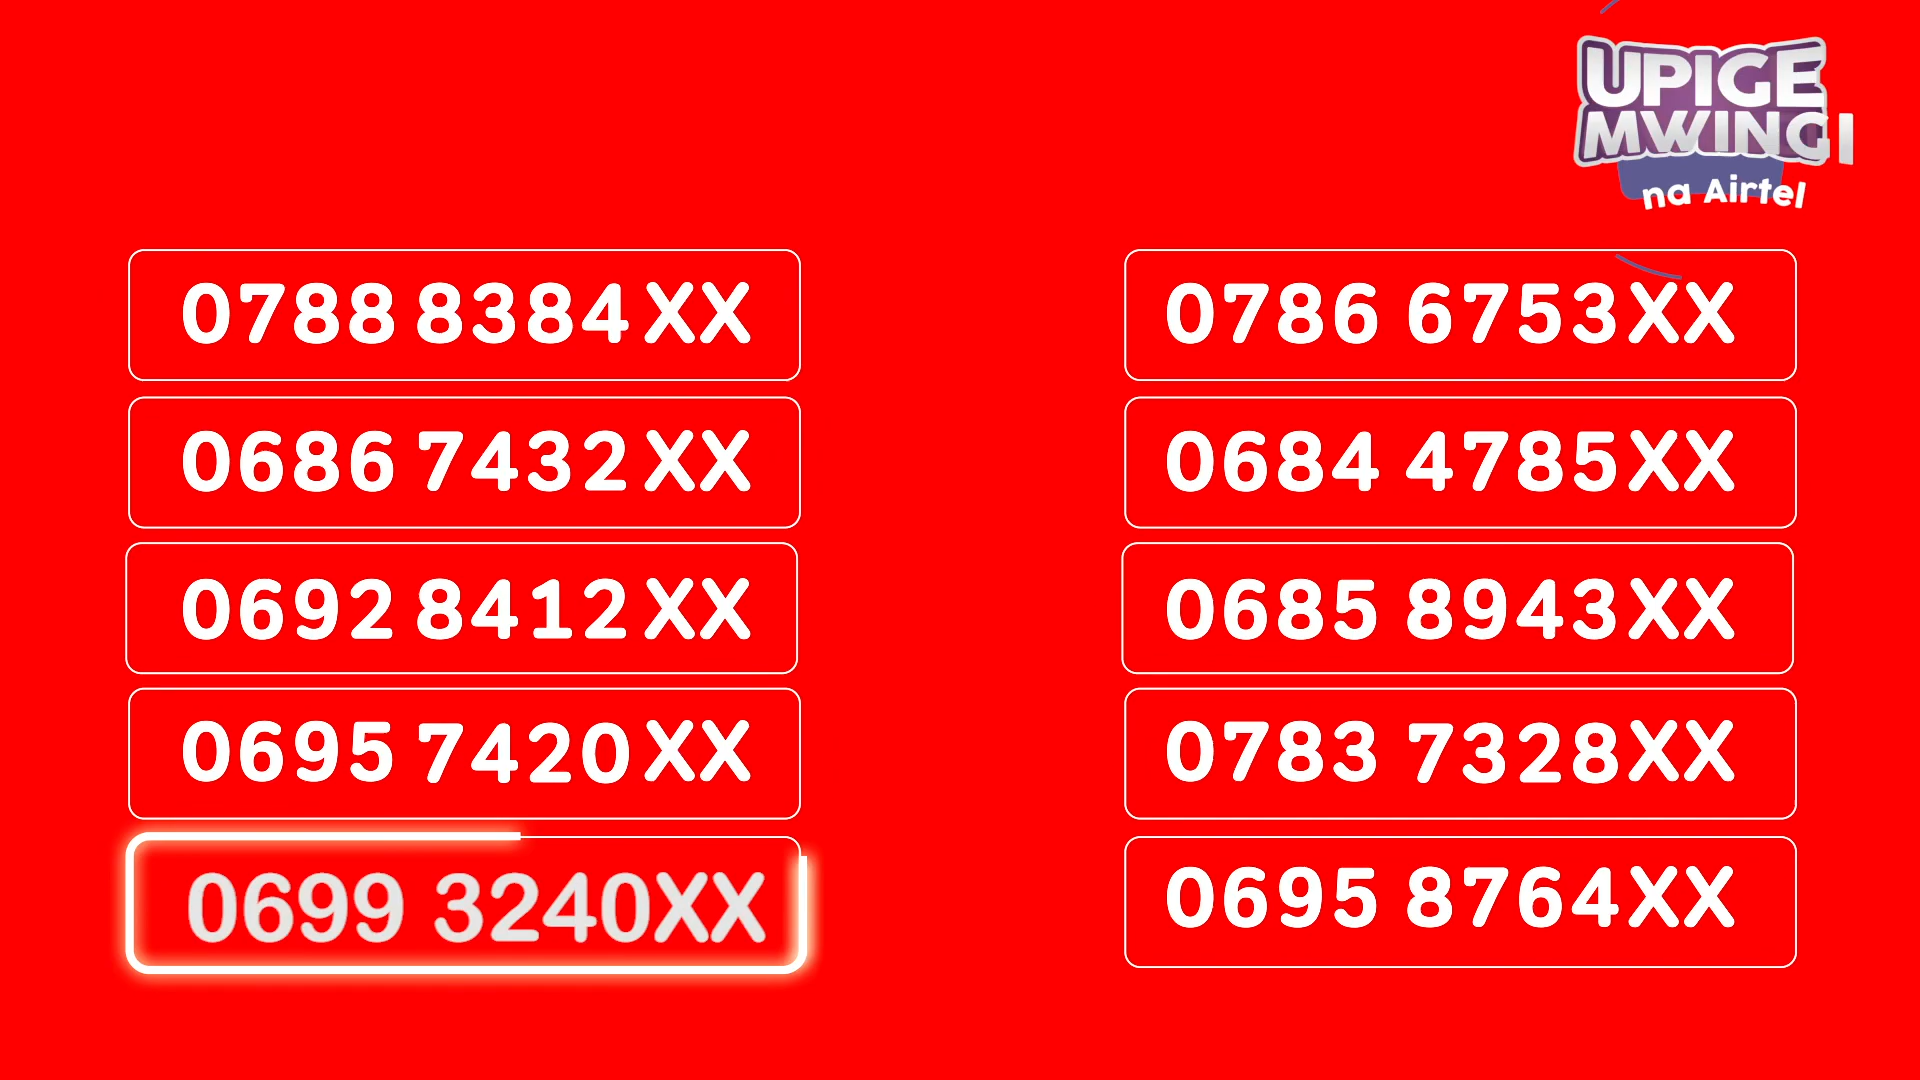 UPIGE
MWINGI
na Airtel
0788 8384XX
0686 7432XX
0692 8412XX
0695 7420XX
0699 3240XX
0786 6753XX
0684 4785XX
0685 8943XX
0783 7328XX
0695 8764XX